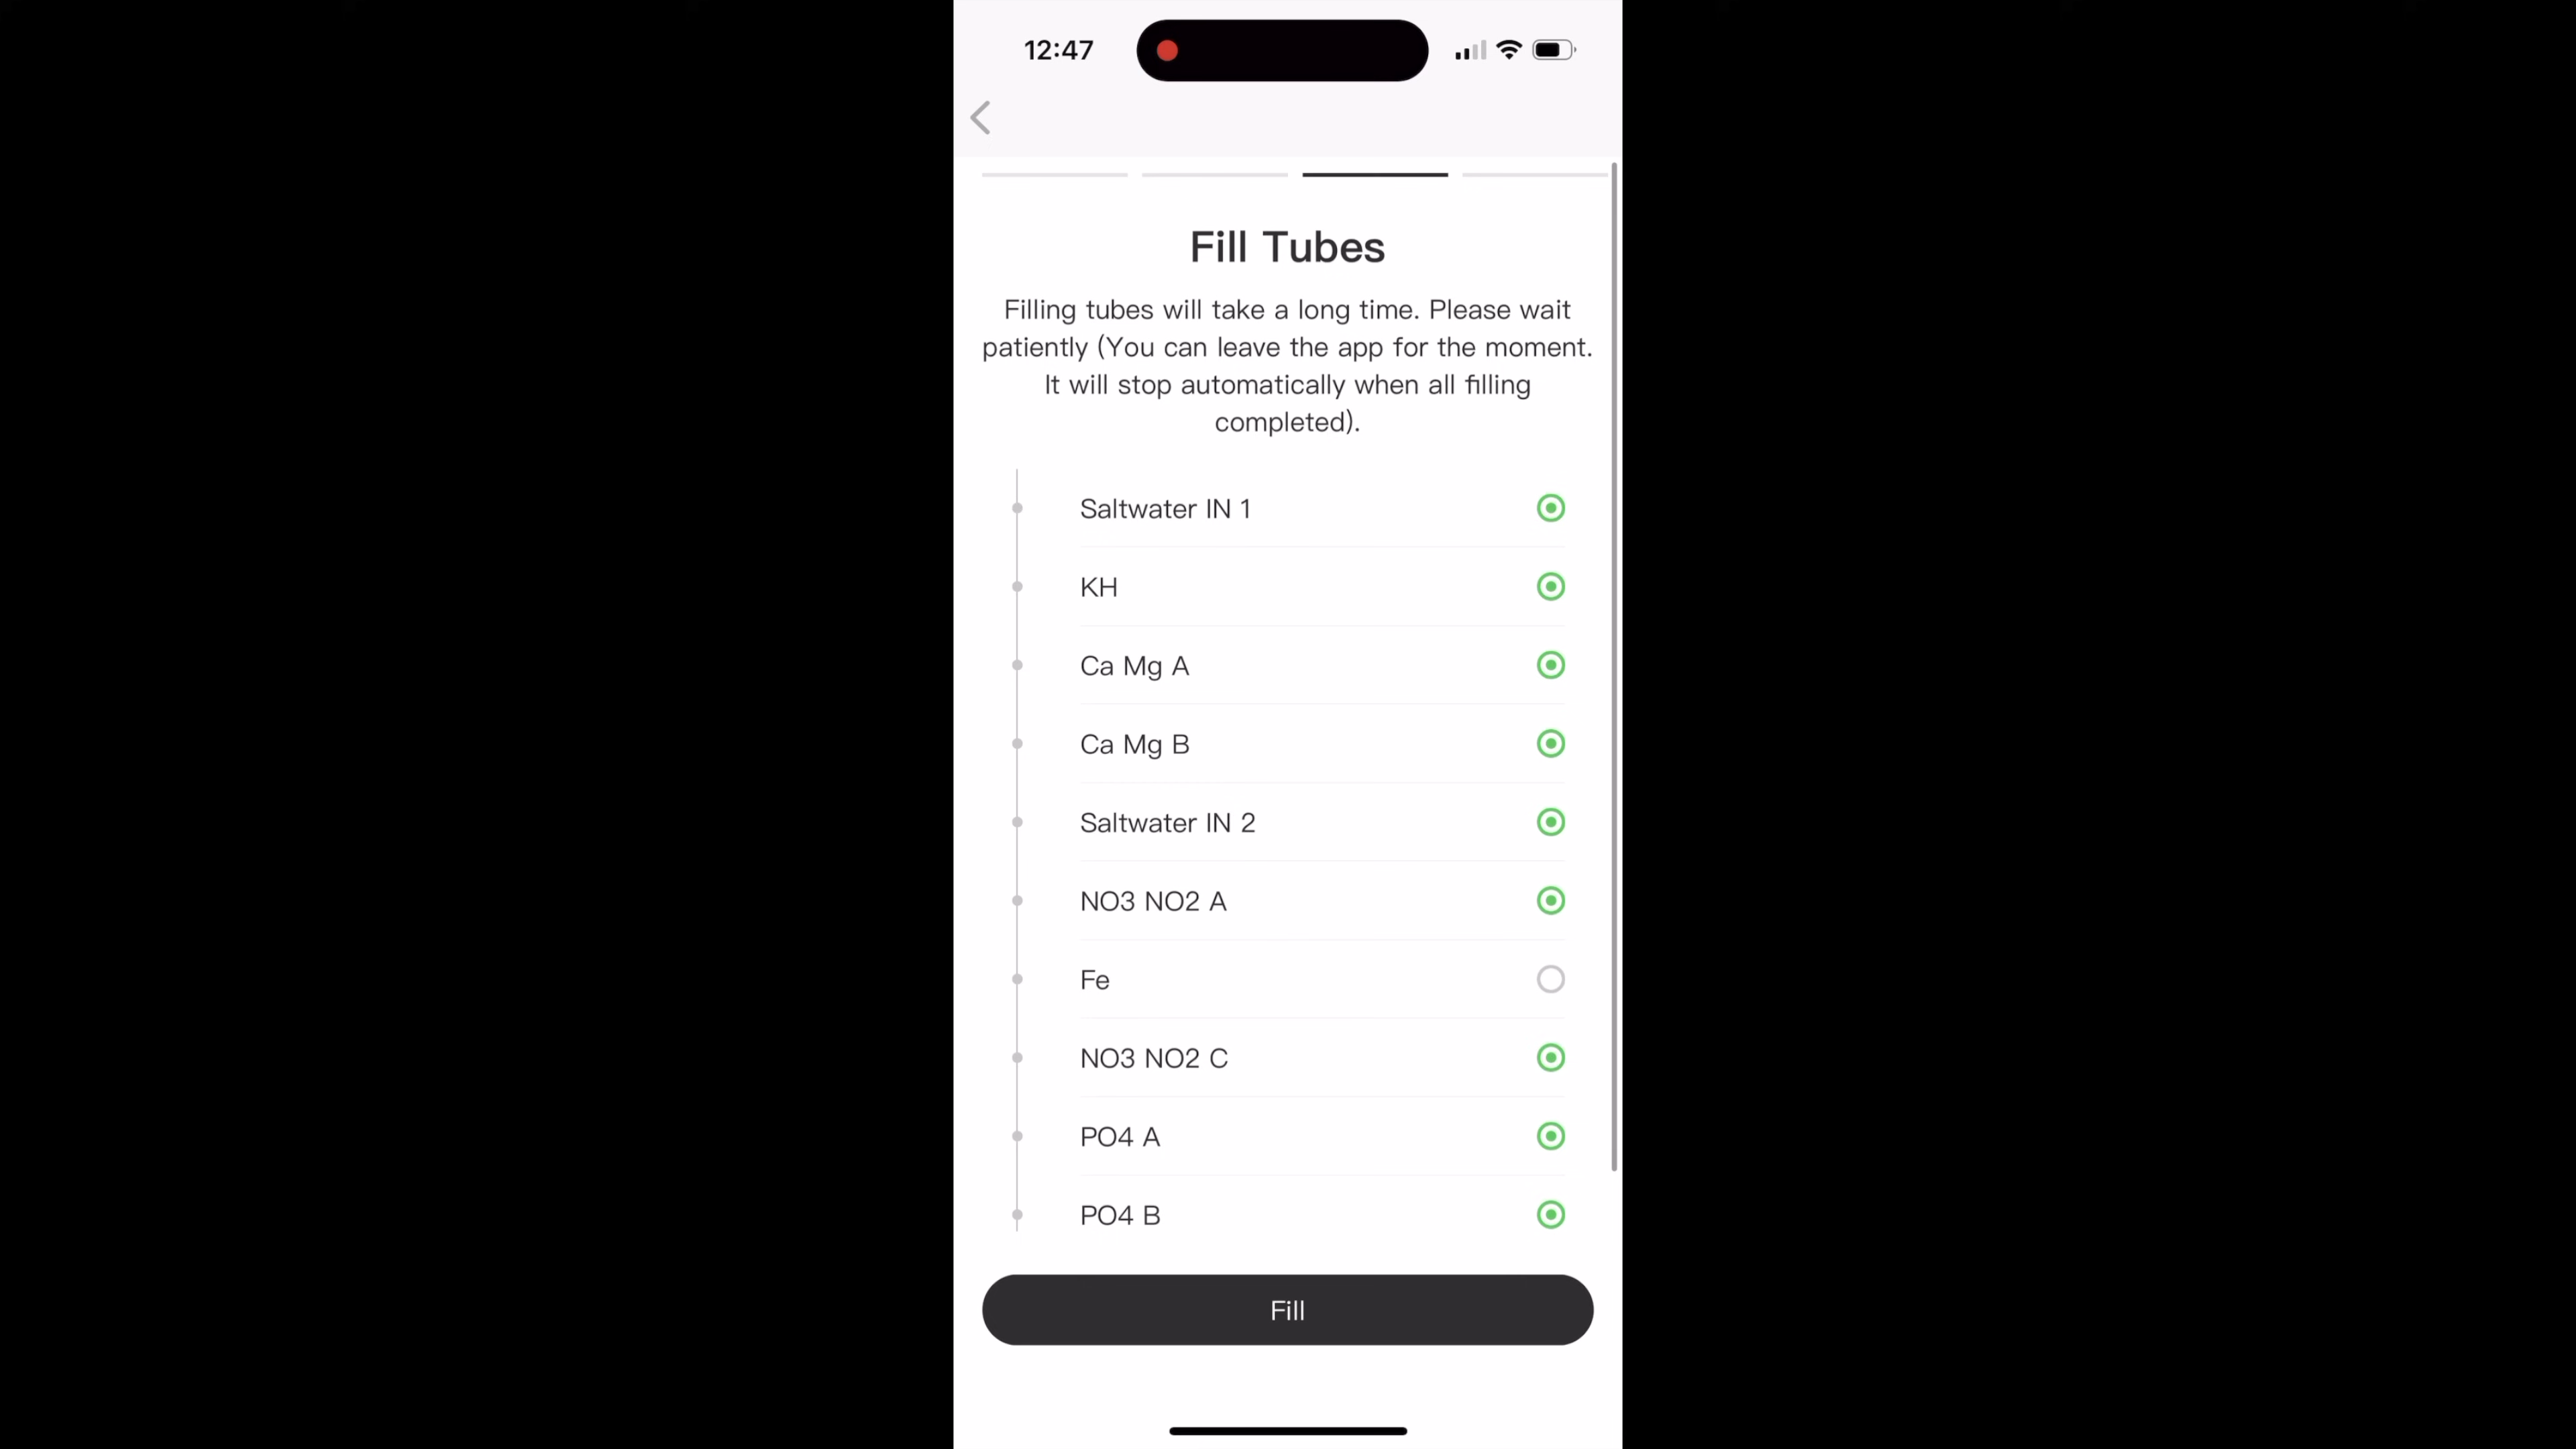 12:47
Fill Tubes
Filling tubes will take a long time. Please wait
patiently (You can leave the app for the moment.
It will stop automatically when all filling
completed).
Saltwater IN 1
KH
Ca Mg A
Ca Mg B
Saltwater IN 2
NO3 NO2 A
Fe
NO3 NO2 C
PO4 A
PO4 B
Fill